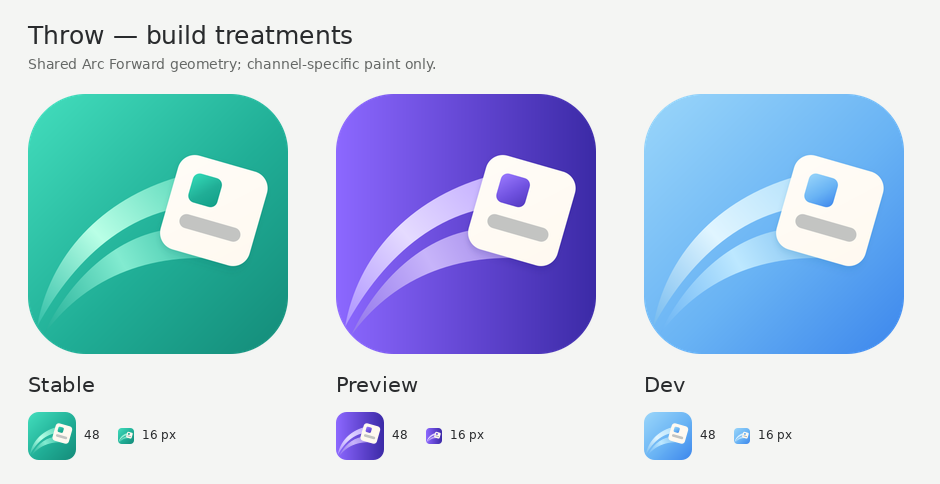 Throw — build treatments
Shared Arc Forward geometry; channel-specific paint only.
Stable
Preview
Dev
48
16 px
48
16 px
48
16 px